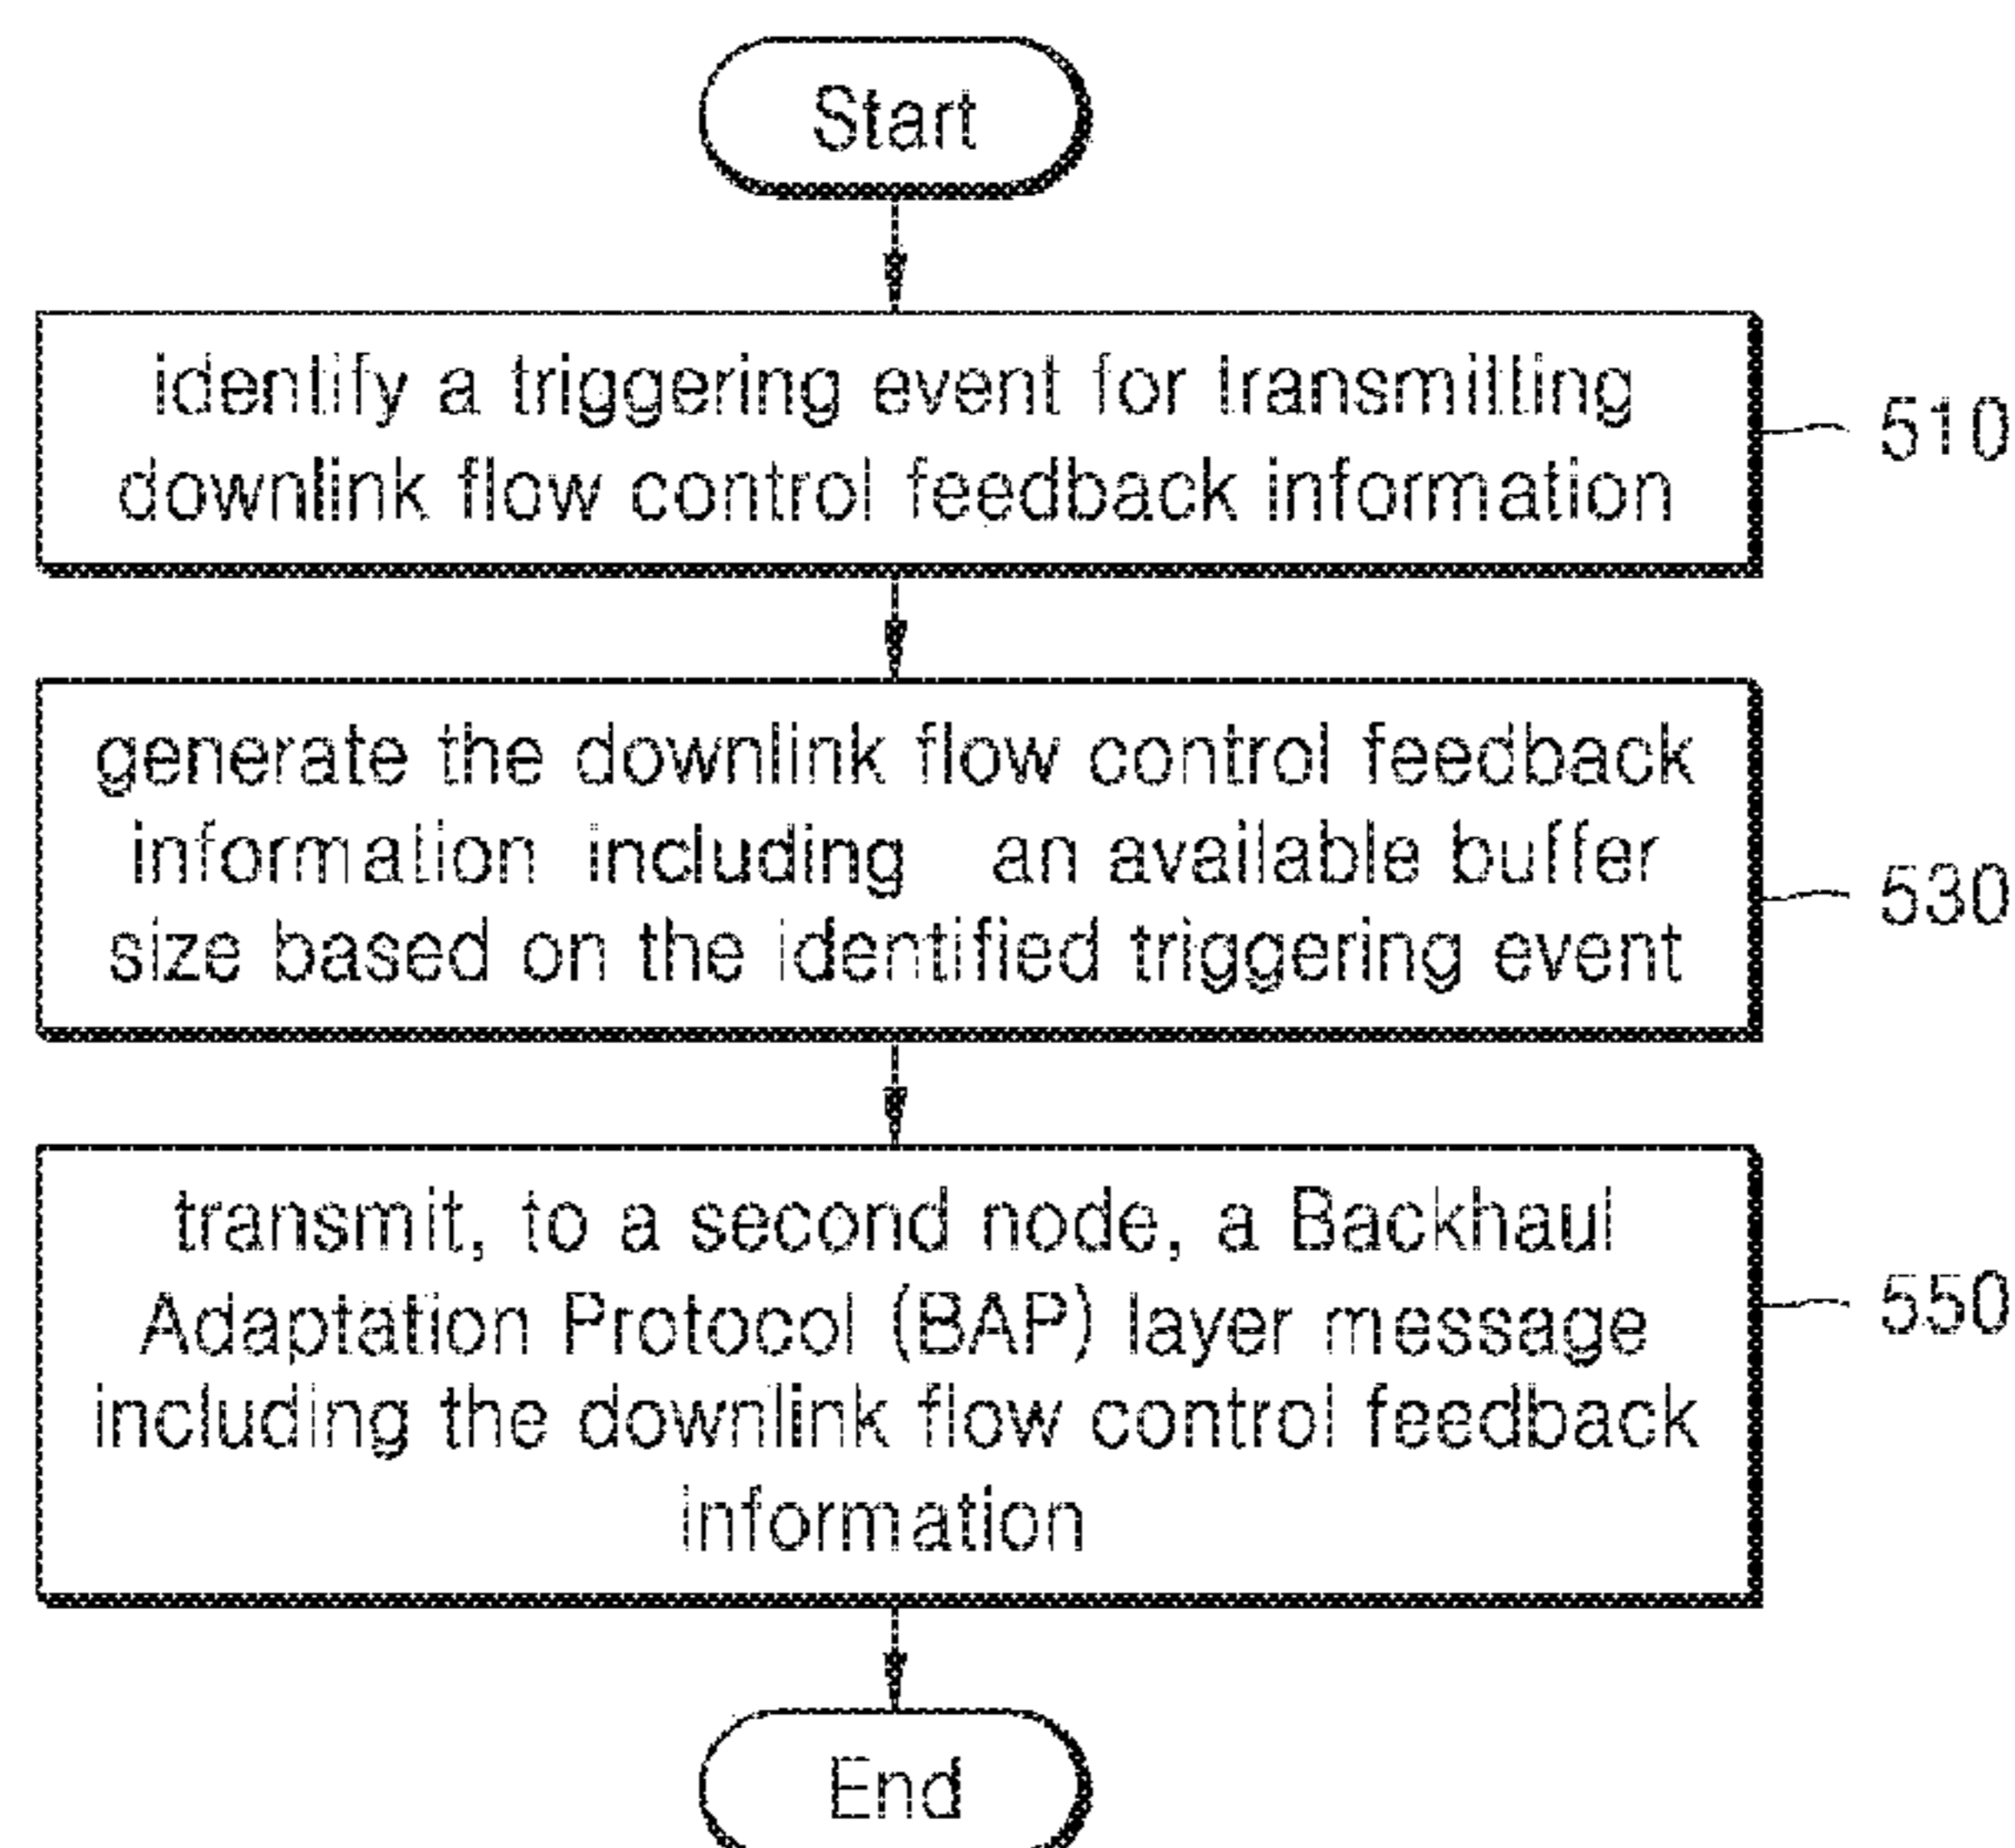 Start
identify a triggering event for transmitting
downlink flow control feedback information
510
generate the downlink flow control feedback
information including an available buffer
size based on the identified triggering event
530
transmit, to a second node, a Backhaul
Adaptation Protocol (BAP) layer message
including the downlink flow control feedback
information
550
End